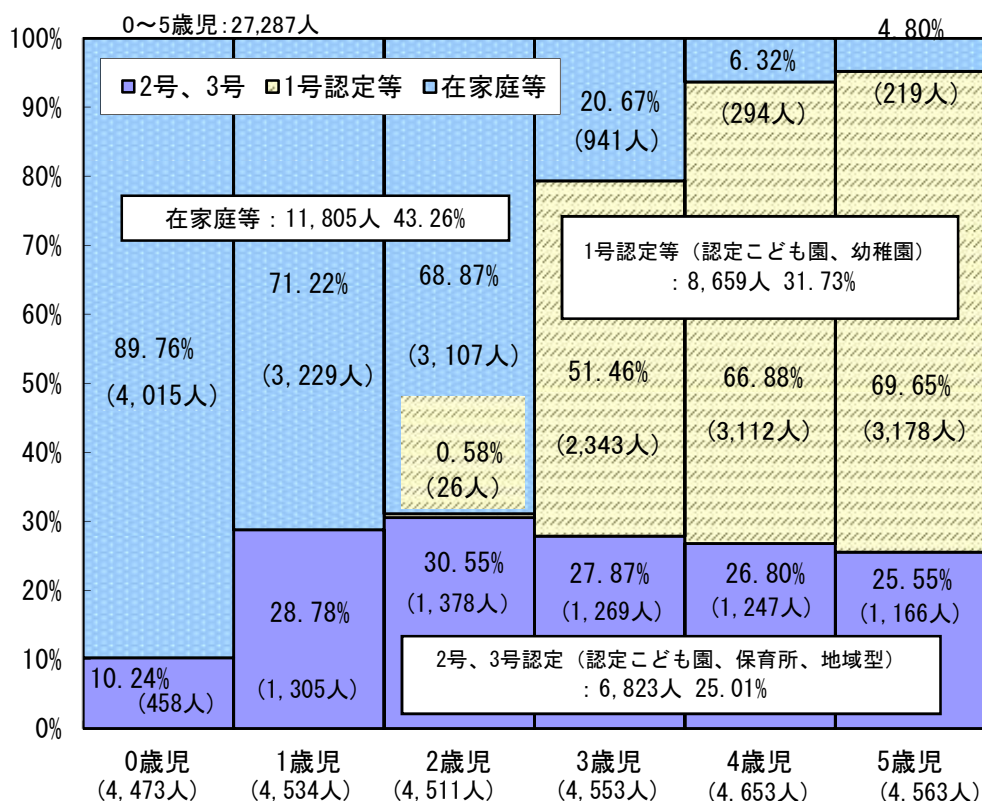 0～5歳児:27,287人
100%
90%
80%
70%
60%
50%
40%
30%
20%
10%
0%
2号、3号 1号認定等 在家庭等
在家庭等：11,805人 43.26%
1号認定等（認定こども園、幼稚園）
：8,659人 31.73%
2号、3号認定（認定こども園、保育所、地域型）
：6,823人 25.01%
89.76%
(4,015人)
10.24%
(458人)
71.22%
(3,229人)
28.78%
(1,305人)
68.87%
(3,107人)
0.58%
(26人)
30.55%
(1,378人)
20.67%
(941人)
51.46%
(2,343人)
27.87%
(1,269人)
6.32%
(294人)
66.88%
(3,112人)
26.80%
(1,247人)
4.80%
(219人)
69.65%
(3,178人)
25.55%
(1,166人)
0歳児 1歳児 2歳児 3歳児 4歳児 5歳児
(4,473人) (4,534人) (4,511人) (4,553人) (4,653人) (4,563人)